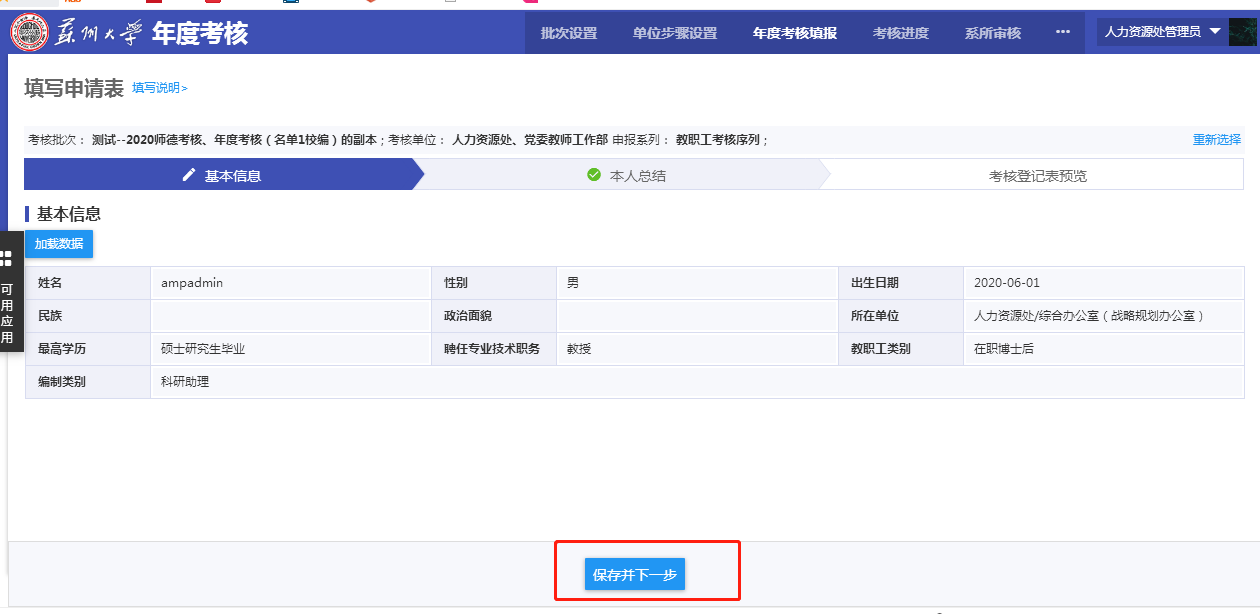 蘇州大學 年度考核
批次设置 单位步骤设置 年度考核填报 考核进度 系所审核 ··· 人力资源处管理员
填写申请表 填写说明>
考核批次： 测试--2020师德考核、年度考核（名单1校编）的副本；考核单位： 人力资源处、党委教师工作部 申报系列： 教职工考核序列； 重新选择
基本信息 本人总结 考核登记表预览
基本信息
加载数据
可用应用
姓名 ampadmin 性别 男 出生日期 2020-06-01
民族 政治面貌 所在单位 人力资源处/综合办公室（战略规划办公室）
最高学历 硕士研究生毕业 聘任专业技术职务 教授 教职工类别 在职博士后
编制类别 科研助理
保存并下一步